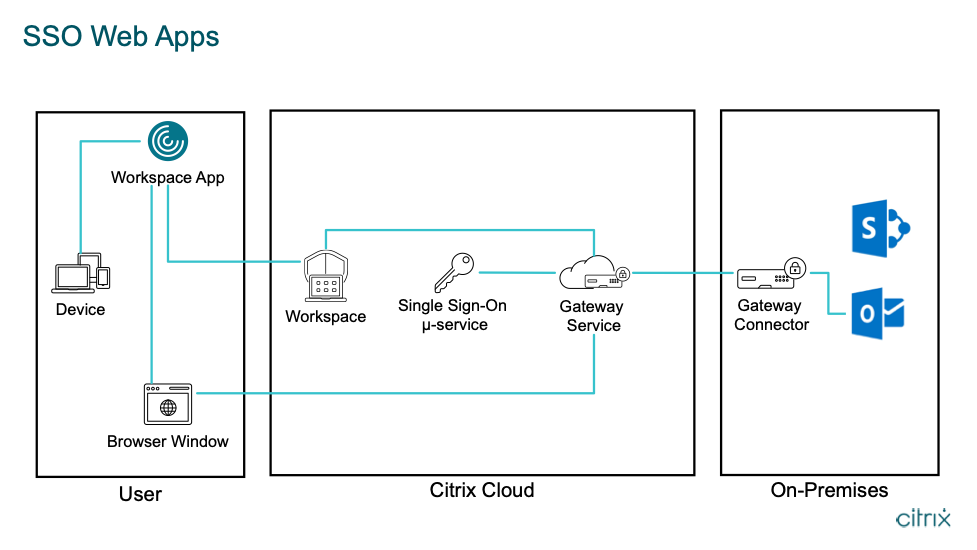 SSO Web Apps
Workspace App
Device
Browser Window
User
Workspace
Single Sign-On
μ-service
Gateway
Service
Citrix Cloud
S
Gateway
Connector
O
On-Premises
citrix